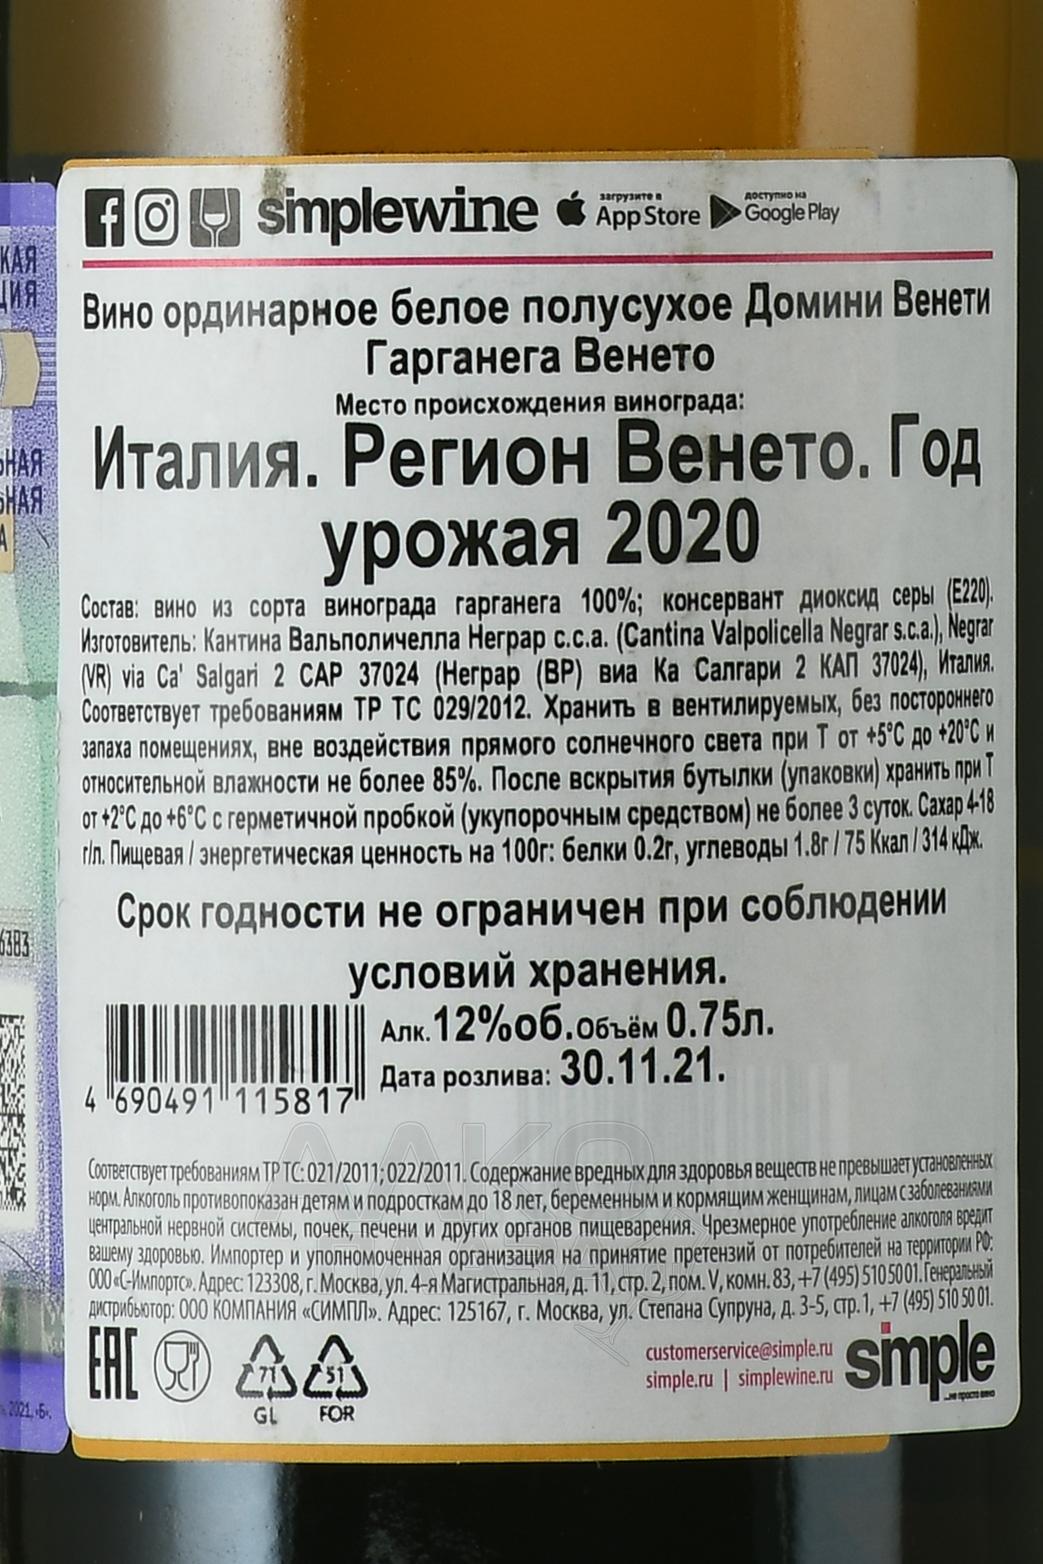 КАЯ
ЦИЯ
ЬНАЯ
ЬНАЯ
А
63ВЗ
2021, «Б».
simplewine загрузите в App Store доступно на Google Play
Вино ординарное белое полусухое Домини Венети
Гарганега Венето
Место происхождения винограда:
Италия. Регион Венето. Год
урожая 2020
Состав: вино из сорта винограда гарганега 100%; консервант диоксид серы (Е220).
Изготовитель: Кантина Вальполичелла Неграр с.с.а. (Cantina Valpolicella Negrar s.c.a.), Negrar
(VR) via Ca' Salgari 2 CAP 37024 (Неграр (ВР) виа Ка Салгари 2 КАП 37024), Италия.
Соответствует требованиям ТР ТС 029/2012. Хранить в вентилируемых, без постороннего
запаха помещениях, вне воздействия прямого солнечного света при Т от +5°С до +20°С и
относительной влажности не более 85%. После вскрытия бутылки (упаковки) хранить при Т
от +2°С до +6°С с герметичной пробкой (укупорочным средством) не более 3 суток. Сахар 4-18
г/л. Пищевая / энергетическая ценность на 100г: белки 0.2г, углеводы 1.8г / 75 Ккал / 314 кДж.
Срок годности не ограничен при соблюдении
условий хранения.
Алк. 12%об. Объём 0.75л.
Дата розлива: 30.11.21.
4 690491 115817
Соответствует требованиям ТР ТС: 021/2011; 022/2011. Содержание вредных для здоровья веществ не превышает установленных
норм. Алкоголь противопоказан детям и подросткам до 18 лет, беременным и кормящим женщинам, лицам с заболеваниями
центральной нервной системы, почек, печени и других органов пищеварения. Чрезмерное употребление алкоголя вредит
вашему здоровью. Импортер и уполномоченная организация на принятие претензий от потребителей на территории РФ:
ООО «С-Импортс». Адрес: 123308, г. Москва, ул. 4-я Магистральная, д. 11, стр. 2, пом. V, комн. 83, +7 (495) 510 50 01. Генеральный
дистрибьютор: ООО КОМПАНИЯ «СИМПЛ». Адрес: 125167, г. Москва, ул. Степана Супруна, д. 3-5, стр. 1, +7 (495) 510 50 01.
EAC
71 GL
51 FOR
customerservice@simple.ru
simple.ru | simplewine.ru
simple
...не просто вино